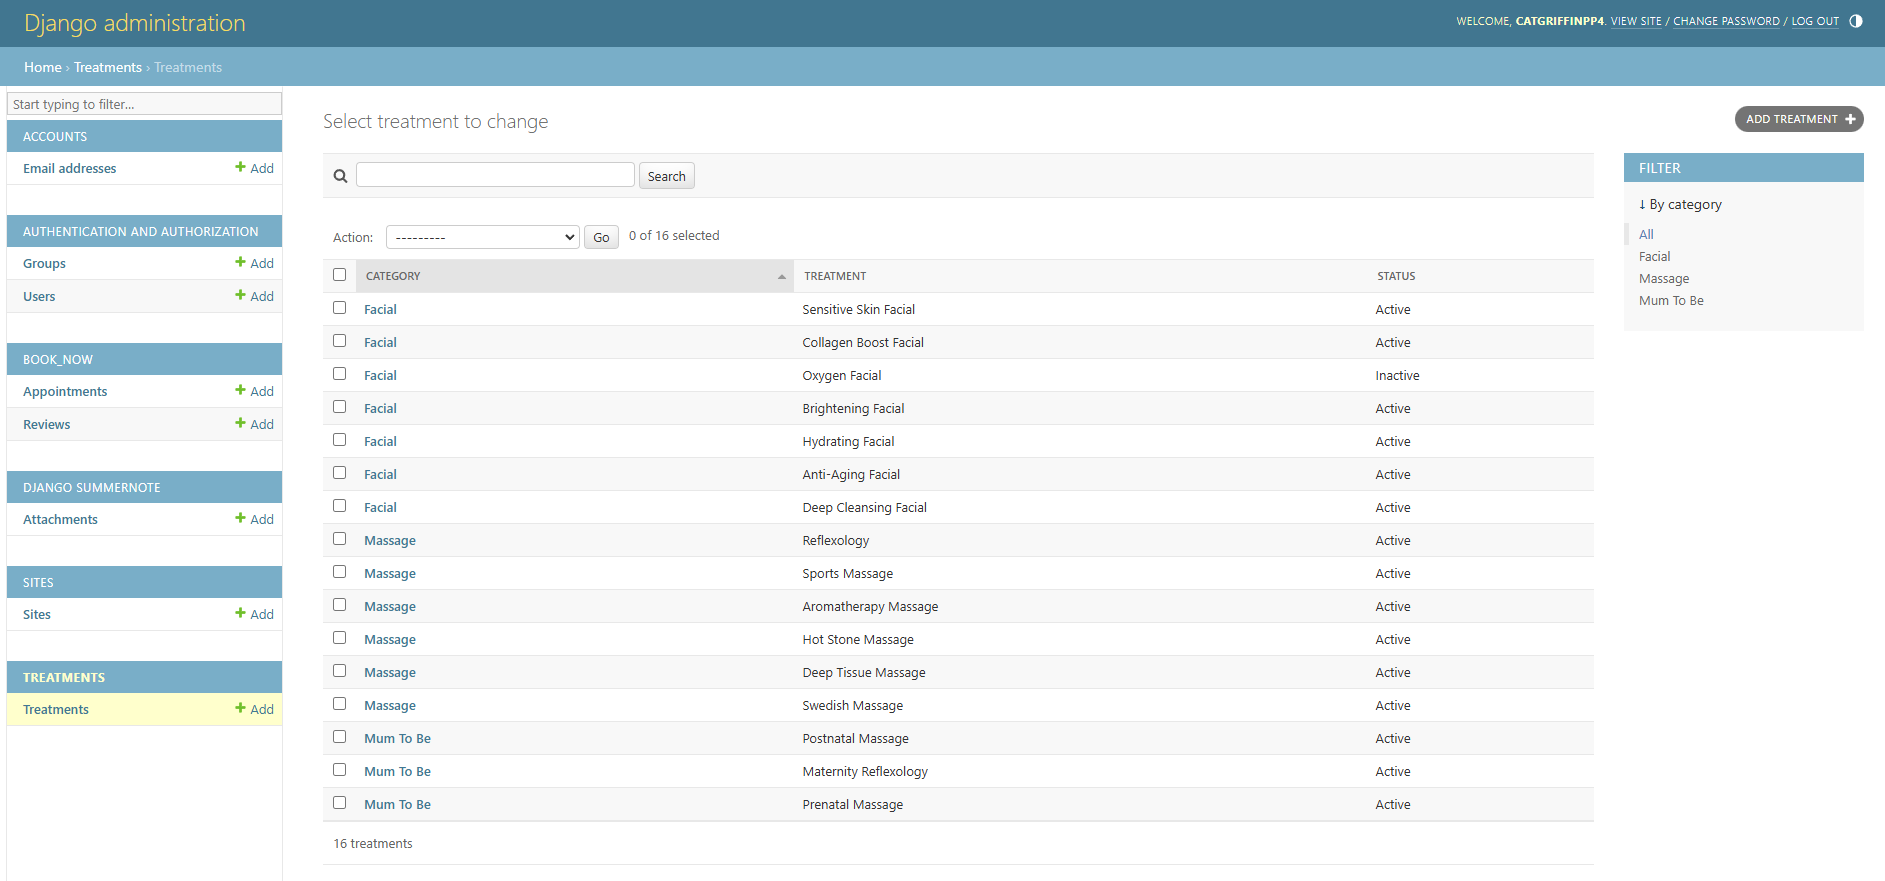 Django administration
WELCOME, CATGRIFFINPP4. VIEW SITE / CHANGE PASSWORD / LOG OUT
Home › Treatments › Treatments
Start typing to filter...
ACCOUNTS
Email addresses + Add
AUTHENTICATION AND AUTHORIZATION
Groups + Add
Users + Add
BOOK_NOW
Appointments + Add
Reviews + Add
DJANGO SUMMERNOTE
Attachments + Add
SITES
Sites + Add
TREATMENTS
Treatments + Add
Select treatment to change
ADD TREATMENT +
Search
Action: --------- Go 0 of 16 selected
CATEGORY TREATMENT STATUS
Facial Sensitive Skin Facial Active
Facial Collagen Boost Facial Active
Facial Oxygen Facial Inactive
Facial Brightening Facial Active
Facial Hydrating Facial Active
Facial Anti-Aging Facial Active
Facial Deep Cleansing Facial Active
Massage Reflexology Active
Massage Sports Massage Active
Massage Aromatherapy Massage Active
Massage Hot Stone Massage Active
Massage Deep Tissue Massage Active
Massage Swedish Massage Active
Mum To Be Postnatal Massage Active
Mum To Be Maternity Reflexology Active
Mum To Be Prenatal Massage Active
16 treatments
FILTER
↓ By category
All
Facial
Massage
Mum To Be